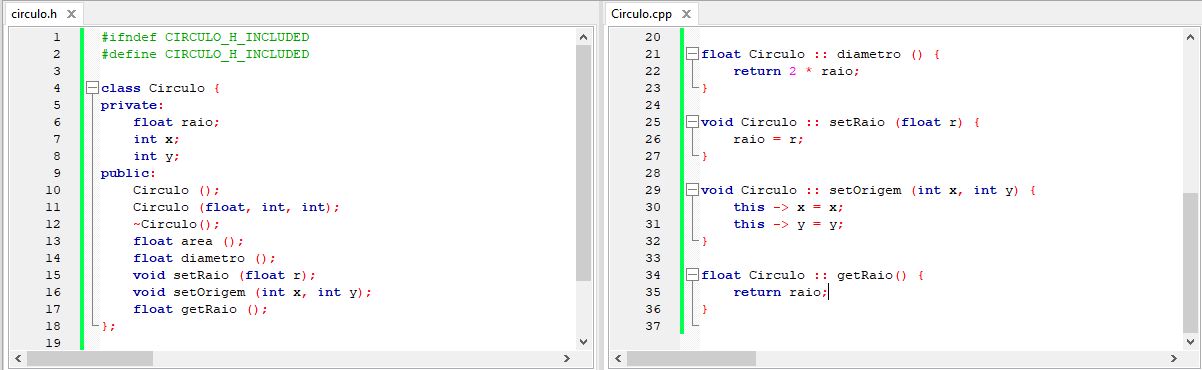 circulo.h X
1 #ifndef CIRCULO_H_INCLUDED
2 #define CIRCULO_H_INCLUDED
3
4 class Circulo {
5 private:
6 float raio;
7 int x;
8 int y;
9 public:
10 Circulo ();
11 Circulo (float, int, int);
12 ~Circulo();
13 float area ();
14 float diametro ();
15 void setRaio (float r);
16 void setOrigem (int x, int y);
17 float getRaio ();
18 };
19
Circulo.cpp X
20
21 float Circulo :: diametro () {
22 return 2 * raio;
23 }
24
25 void Circulo :: setRaio (float r) {
26 raio = r;
27 }
28
29 void Circulo :: setOrigem (int x, int y) {
30 this -> x = x;
31 this -> y = y;
32 }
33
34 float Circulo :: getRaio() {
35 return raio;
36 }
37